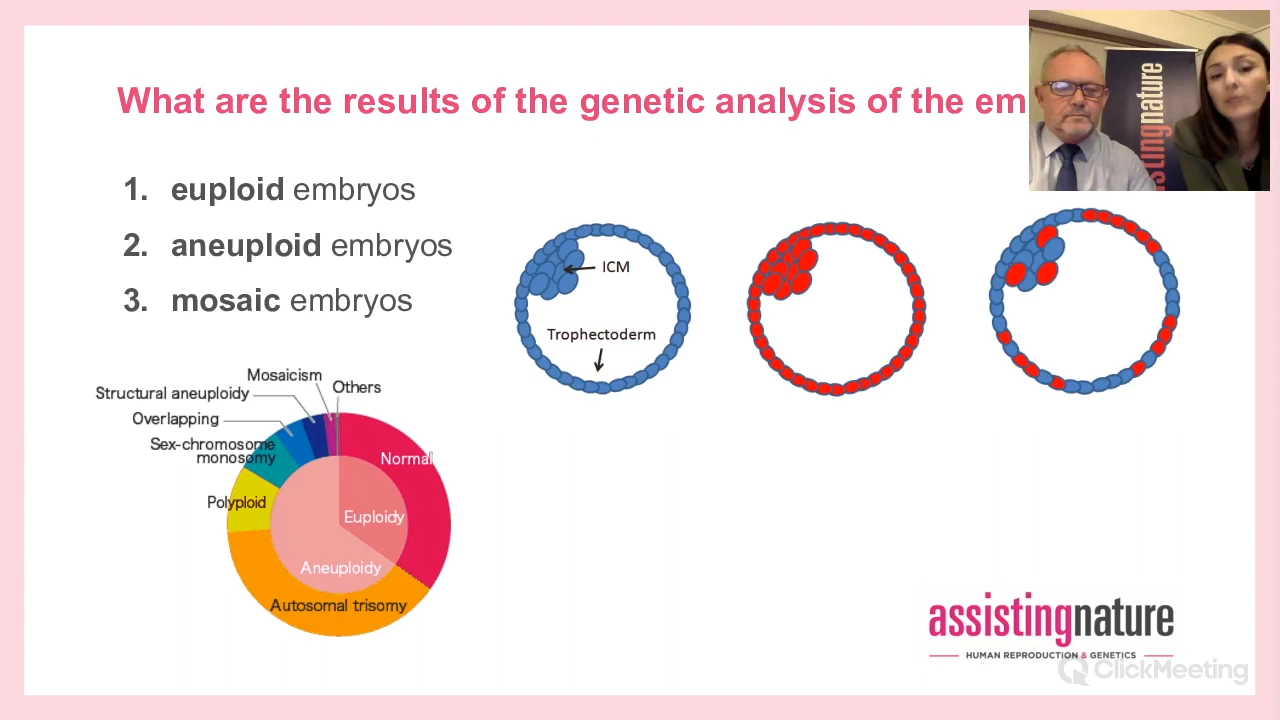 What are the results of the genetic analysis of the em
1. euploid embryos
2. aneuploid embryos
3. mosaic embryos
ICM
Trophectoderm
Mosaicism
Others
Structural aneuploidy
Overlapping
Sex-chromosome
monosomy
Normal
Polyploid
Euploidy
Aneuploidy
Autosomal trisomy
assistingnature
HUMAN REPRODUCTION & GENETICS
ClickMeeting
istingnature